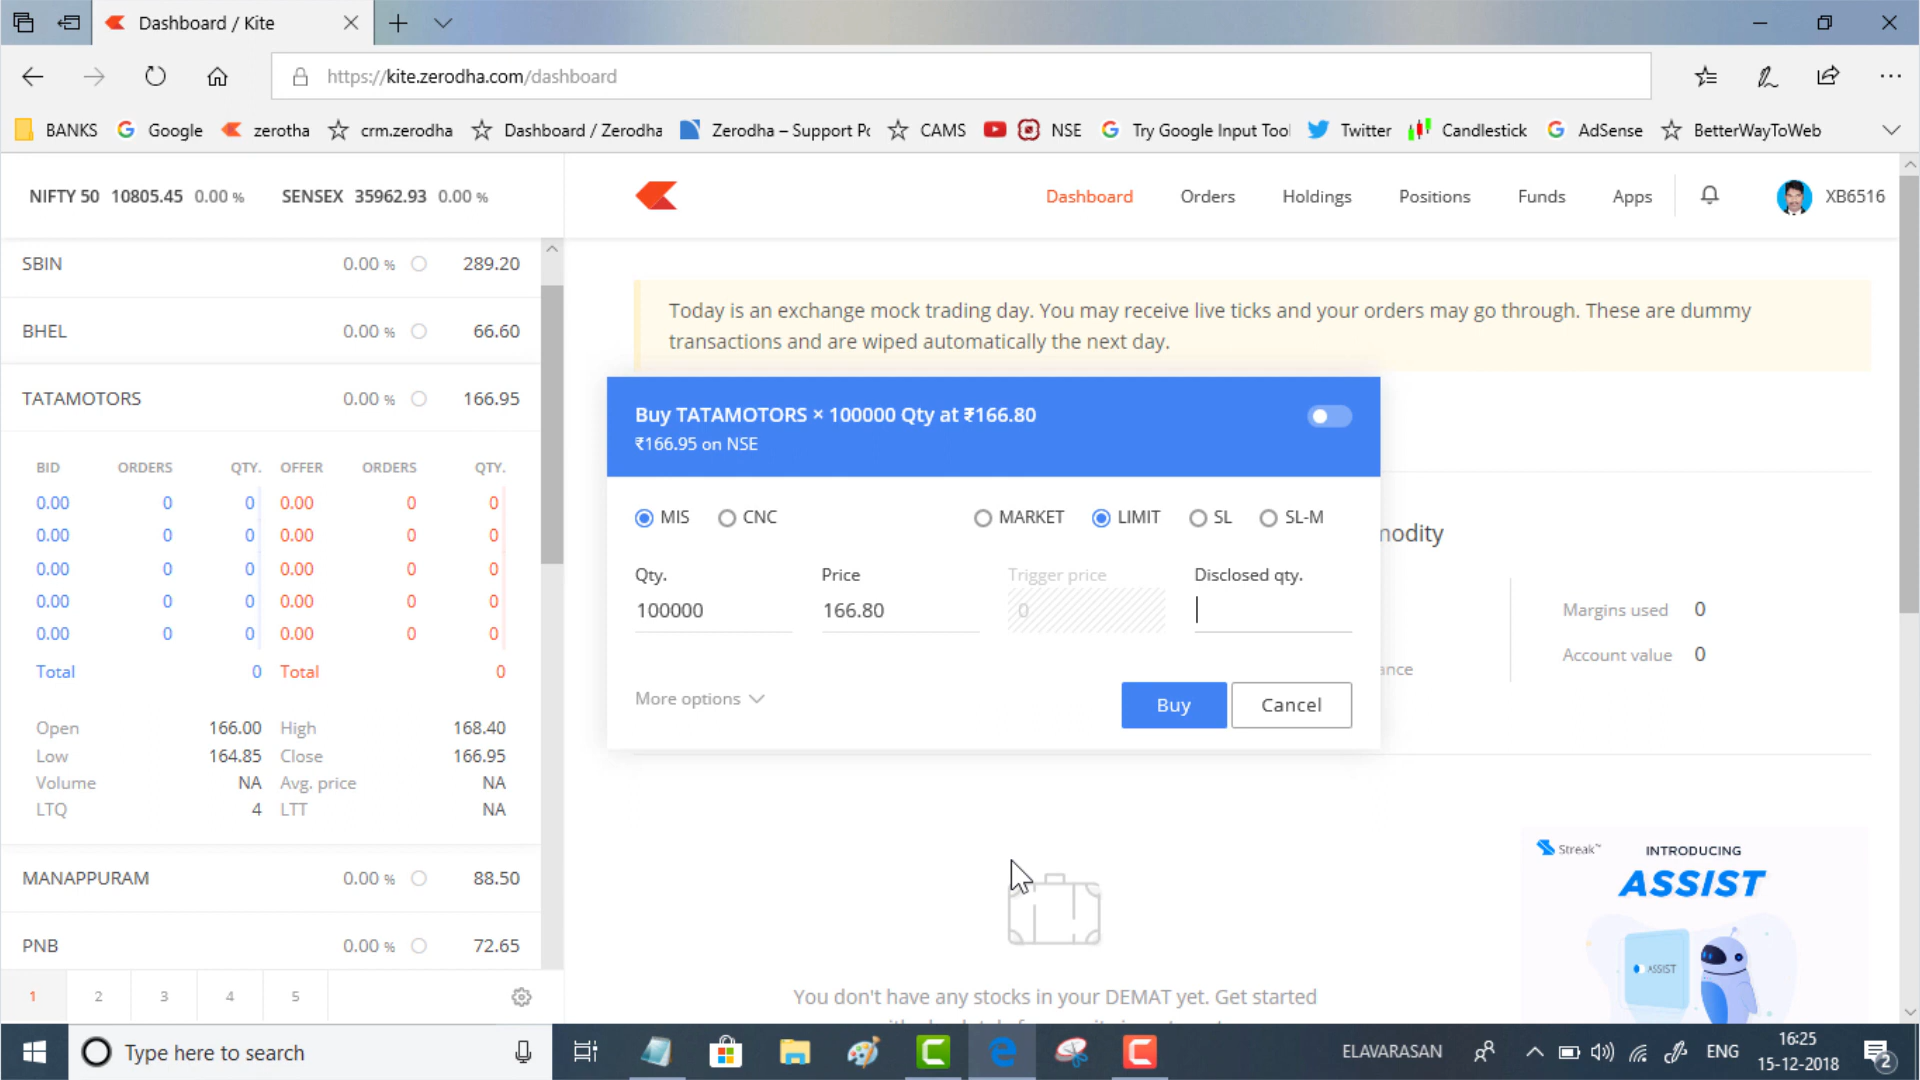 Dashboard / Kite
https://kite.zerodha.com/dashboard
BANKS Google zerotha crm.zerodha Dashboard / Zerodha Zerodha – Support Pc CAMS NSE Try Google Input Tool Twitter Candlestick AdSense BetterWayToWeb
NIFTY 50 10805.45 0.00 % SENSEX 35962.93 0.00 %
Dashboard Orders Holdings Positions Funds Apps XB6516
SBIN 0.00 % 289.20
BHEL 0.00 % 66.60
TATAMOTORS 0.00 % 166.95
BID ORDERS QTY. OFFER ORDERS QTY.
0.00 0 0 0.00 0 0
0.00 0 0 0.00 0 0
0.00 0 0 0.00 0 0
0.00 0 0 0.00 0 0
0.00 0 0 0.00 0 0
Total 0 Total 0
Open 166.00 High 168.40
Low 164.85 Close 166.95
Volume NA Avg. price NA
LTQ 4 LTT NA
MANAPPURAM 0.00 % 88.50
PNB 0.00 % 72.65
1 2 3 4 5
Today is an exchange mock trading day. You may receive live ticks and your orders may go through. These are dummy
transactions and are wiped automatically the next day.
Buy TATAMOTORS × 100000 Qty at ₹166.80
₹166.95 on NSE
MIS CNC MARKET LIMIT SL SL-M
Qty. Price Trigger price Disclosed qty.
100000 166.80 0
More options Buy Cancel
modity
Margins used 0
Account value 0
ance
You don't have any stocks in your DEMAT yet. Get started
Streak™ INTRODUCING
ASSIST
ASSIST
Type here to search
ELAVARASAN ENG 16:25
15-12-2018
2